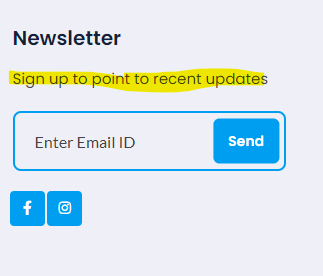 Newsletter
Sign up to point to recent updates
Enter Email ID
Send